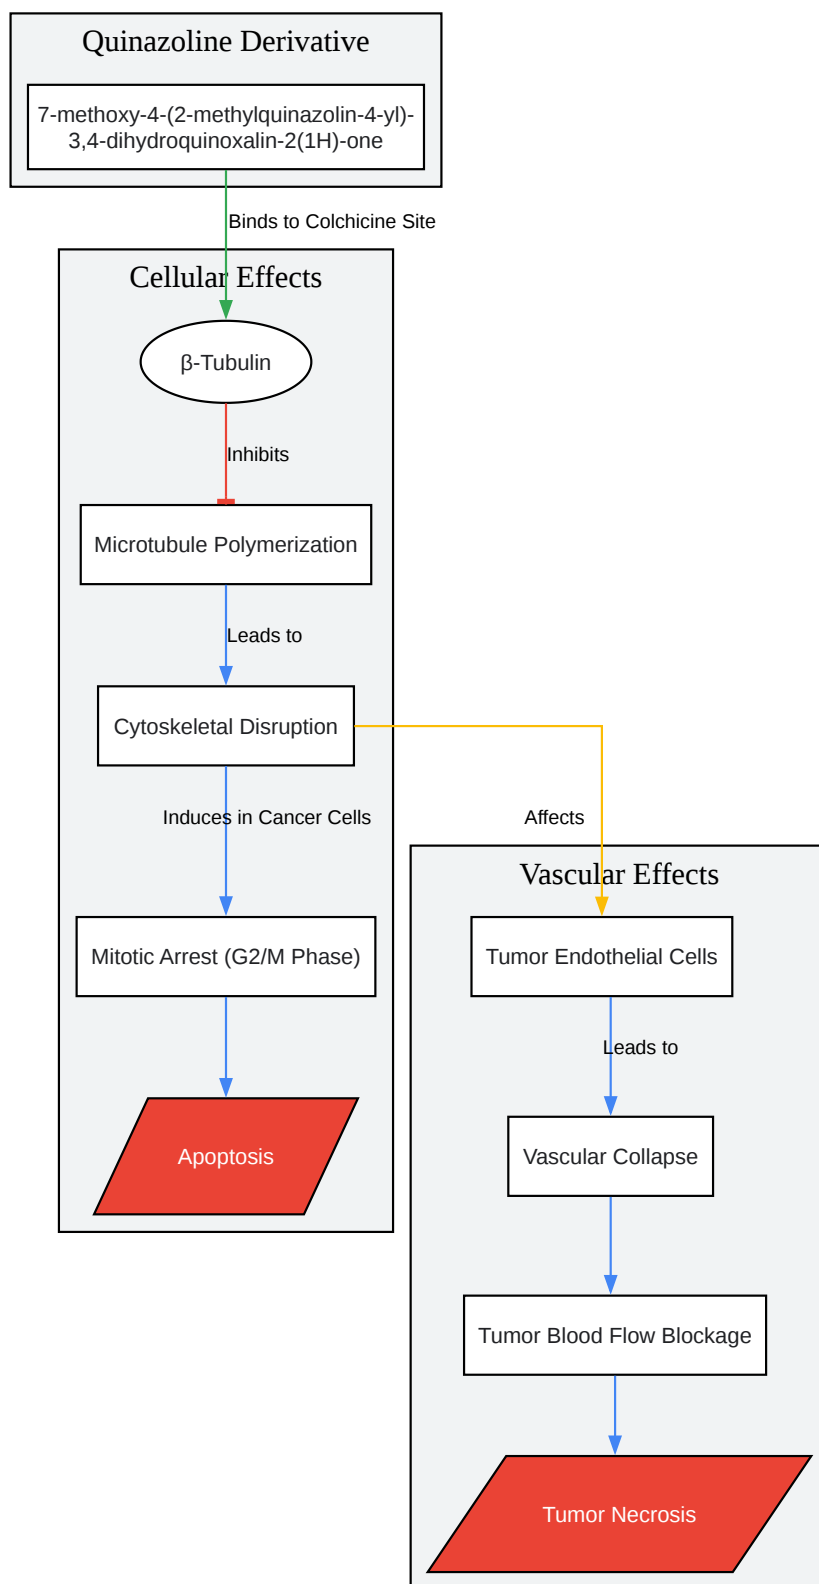 Quinazoline Derivative
7-methoxy-4-(2-methylquinazolin-4-yl)-
3,4-dihydroquinoxalin-2(1H)-one
Binds to Colchicine Site
Cellular Effects
β-Tubulin
Inhibits
Microtubule Polymerization
Leads to
Cytoskeletal Disruption
Induces in Cancer Cells
Affects
Mitotic Arrest (G2/M Phase)
Apoptosis
Vascular Effects
Tumor Endothelial Cells
Leads to
Vascular Collapse
Tumor Blood Flow Blockage
Tumor Necrosis